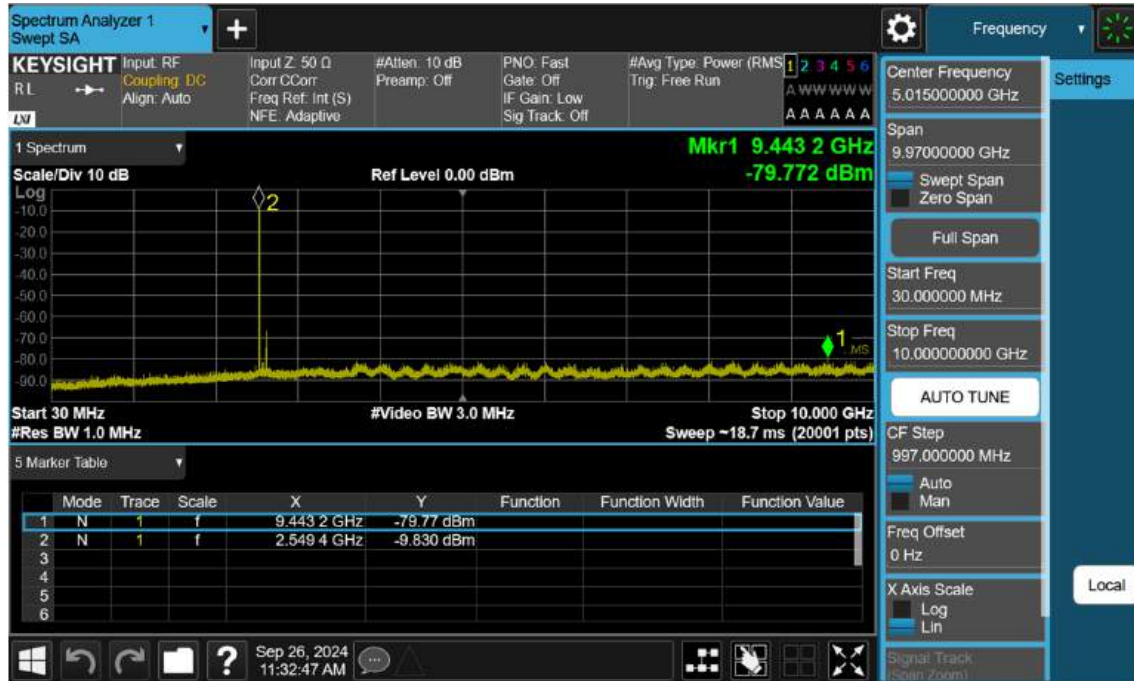 Spectrum Analyzer 1
Swept SA
+
Frequency
KEYSIGHT
RL
LXI
Input: RF
Coupling: DC
Align: Auto
Input Z: 50 Ω
Corr CCorr
Freq Ref: Int (S)
NFE: Adaptive
#Atten: 10 dB
Preamp: Off
PNO: Fast
Gate: Off
IF Gain: Low
Sig Track: Off
#Avg Type: Power (RMS
Trig: Free Run
1 2 3 4 5 6
A W W W W W
A A A A A A
1 Spectrum
Scale/Div 10 dB
Ref Level 0.00 dBm
Mkr1 9.443 2 GHz
-79.772 dBm
Log
-10.0
-20.0
-30.0
-40.0
-50.0
-60.0
-70.0
-80.0
-90.0
2
1
Start 30 MHz
#Video BW 3.0 MHz
Stop 10.000 GHz
#Res BW 1.0 MHz
Sweep ~18.7 ms (20001 pts)
5 Marker Table
Mode Trace Scale X Y Function Function Width Function Value
1 N 1 f 9.443 2 GHz -79.77 dBm
2 N 1 f 2.549 4 GHz -9.830 dBm
3
4
5
6
Sep 26, 2024
11:32:47 AM
?
Center Frequency
5.015000000 GHz
Span
9.97000000 GHz
Swept Span
Zero Span
Full Span
Start Freq
30.000000 MHz
Stop Freq
10.000000000 GHz
AUTO TUNE
CF Step
997.000000 MHz
Auto
Man
Freq Offset
0 Hz
X Axis Scale
Log
Lin
Signal Track
(Span Zoom)
Settings
Local